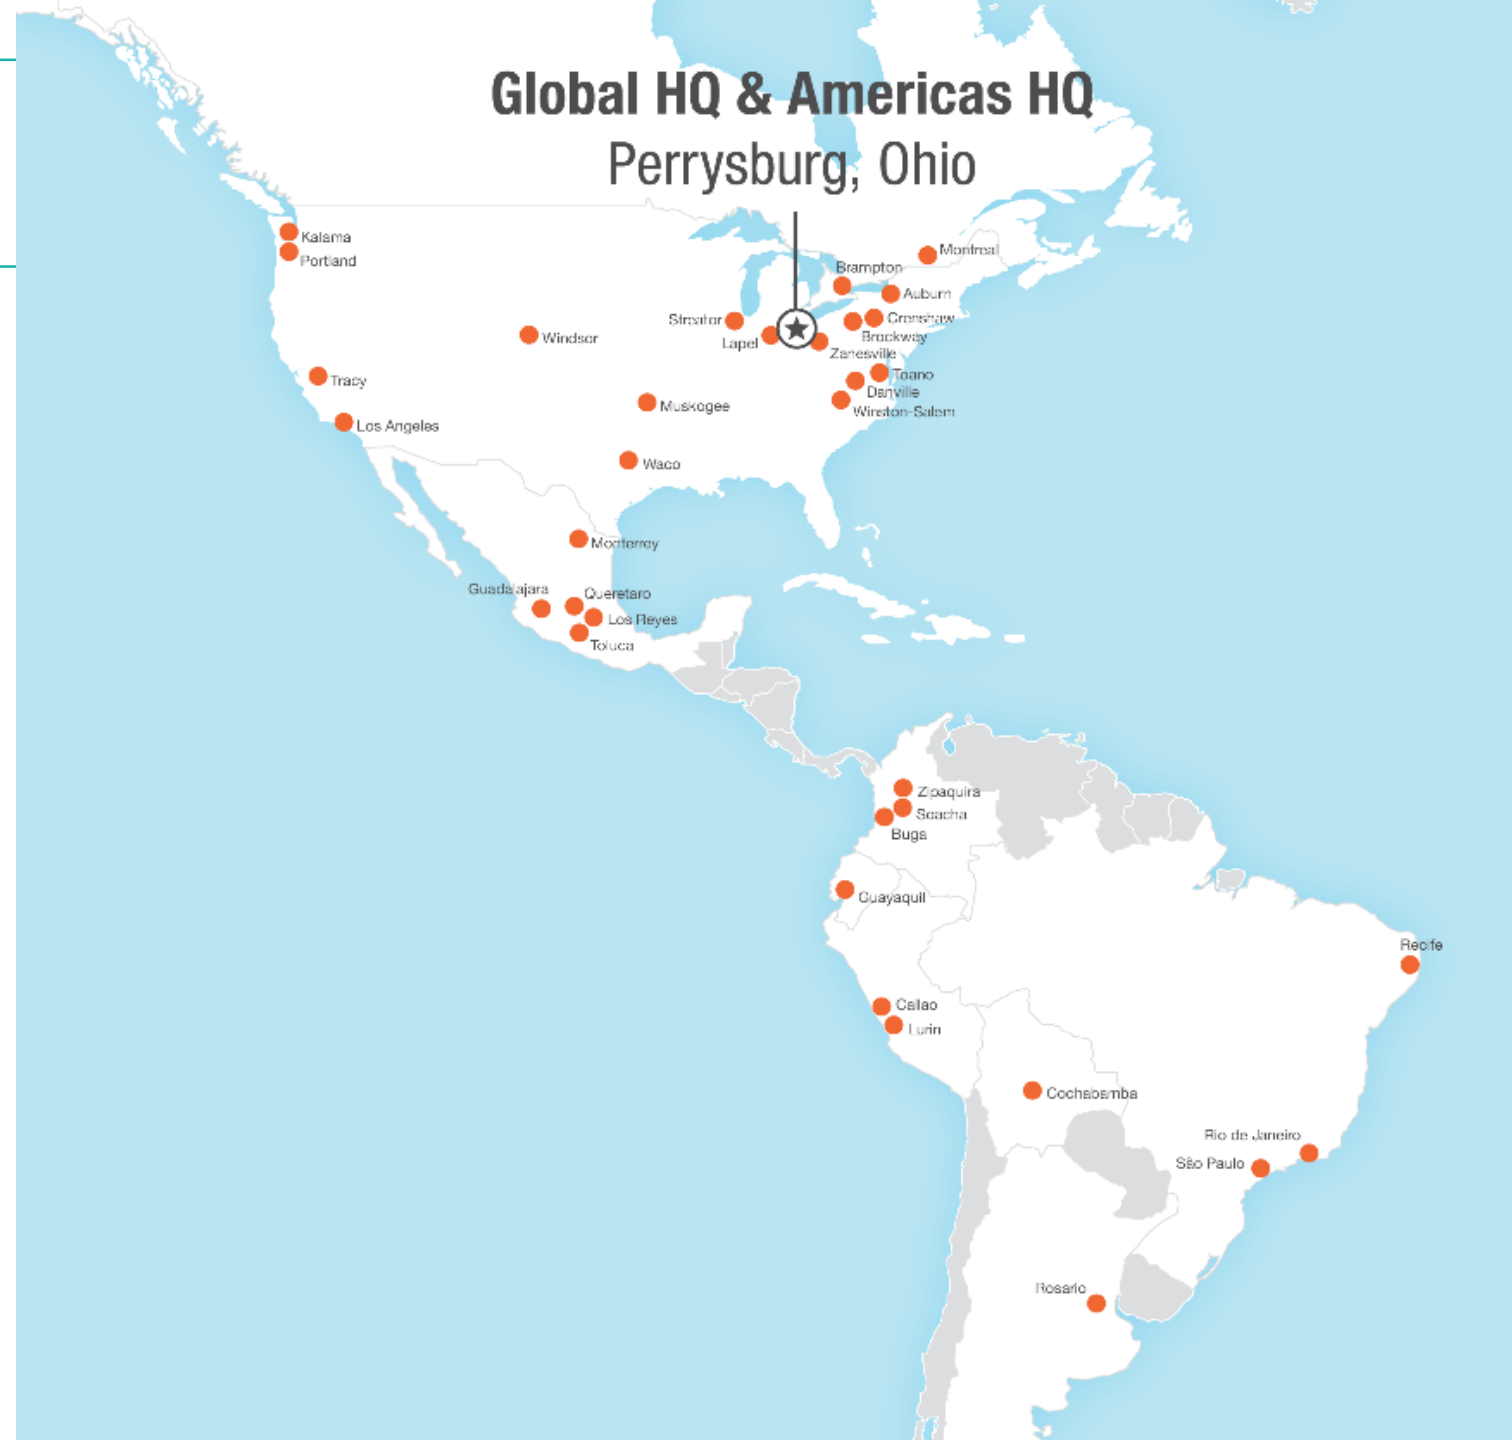 Global HQ & Americas HQ
Perrysburg, Ohio
Kalama
Portland
Montreal
Brampton
Auburn
Streator
Crenshaw
Windsor
Lapel
Brockway
Zanesville
Tracy
Toano
Danville
Muskogee
Winston-Salem
Los Angeles
Waco
Monterrey
Guadalajara
Queretaro
Los Reyes
Toluca
Zipaquira
Soacha
Buga
Guayaquil
Recife
Callao
Lurin
Cochabamba
Rio de Janeiro
São Paulo
Rosario